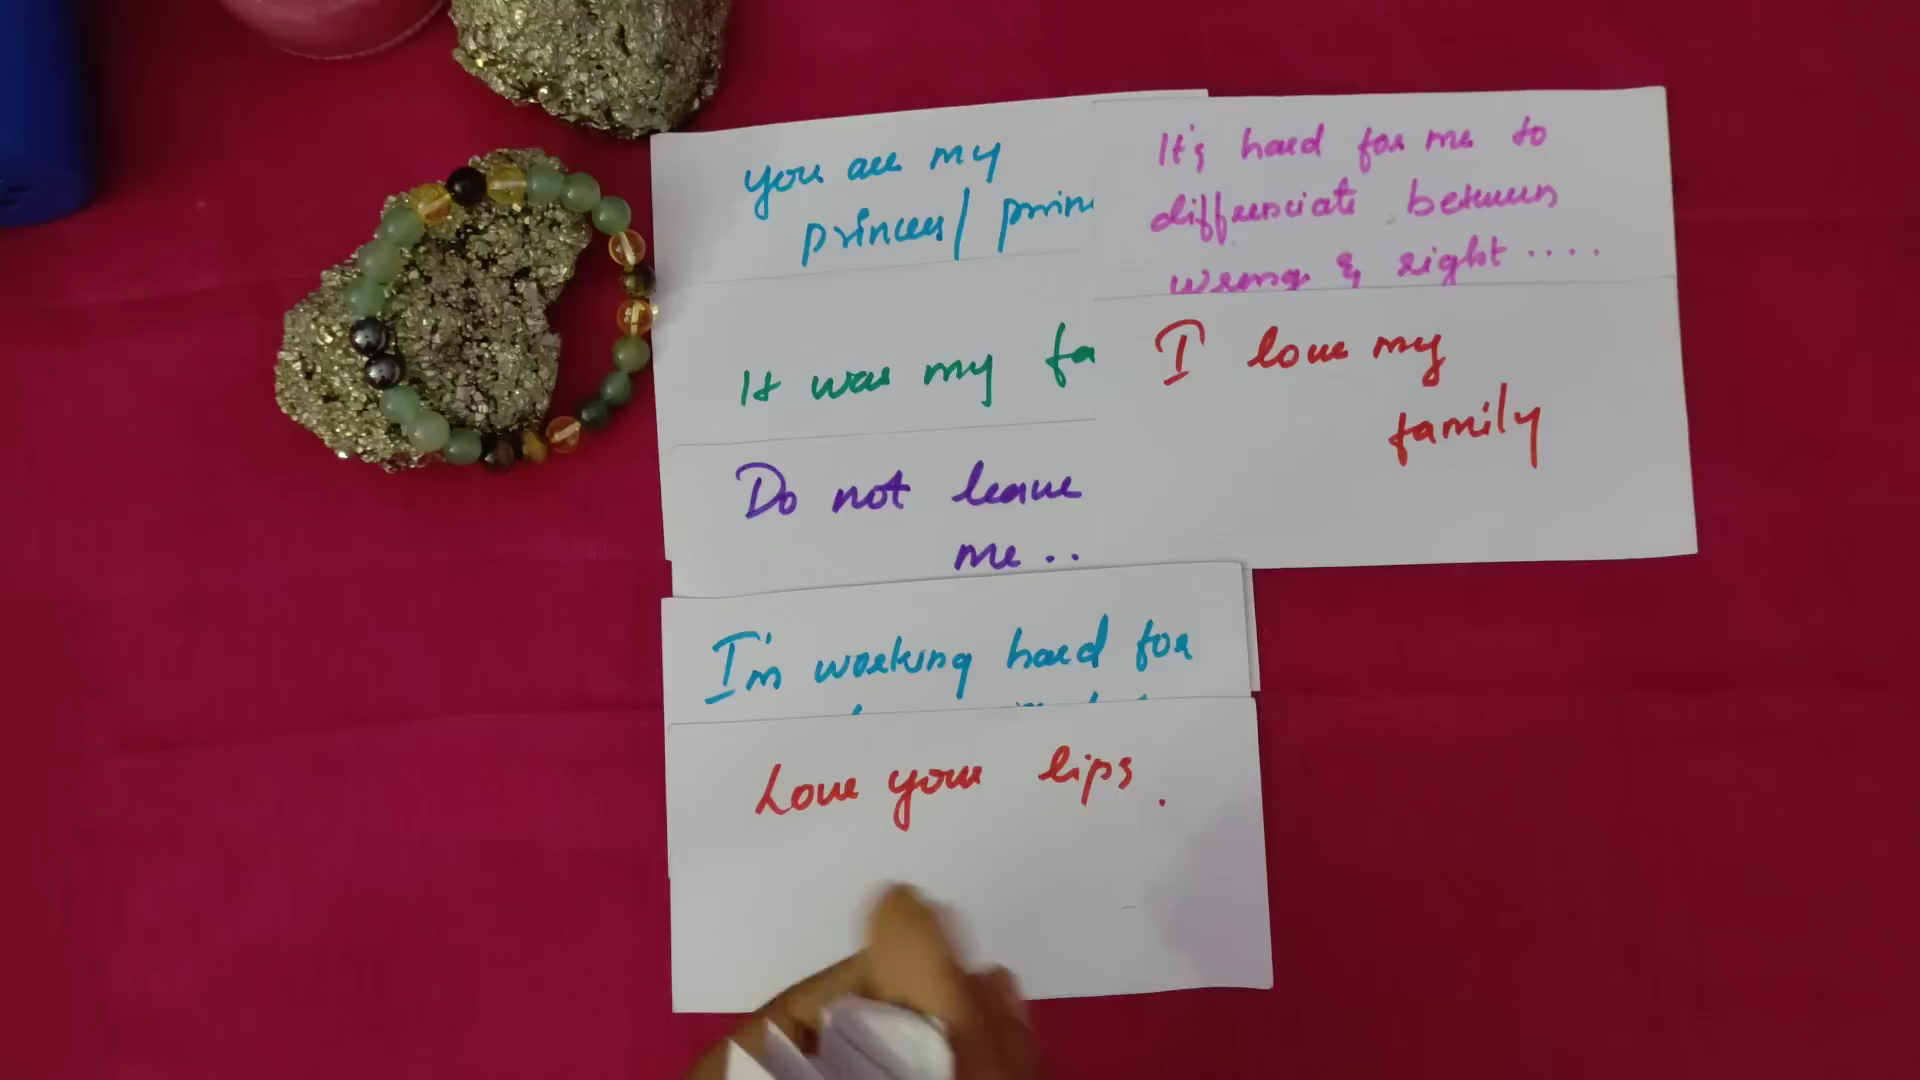 You are my
princess/
It was my
Do not leave
me..
I'm working hard for
Love your lips.
It's hard for me to
differenciate between
wrong & right ....
I love my
family